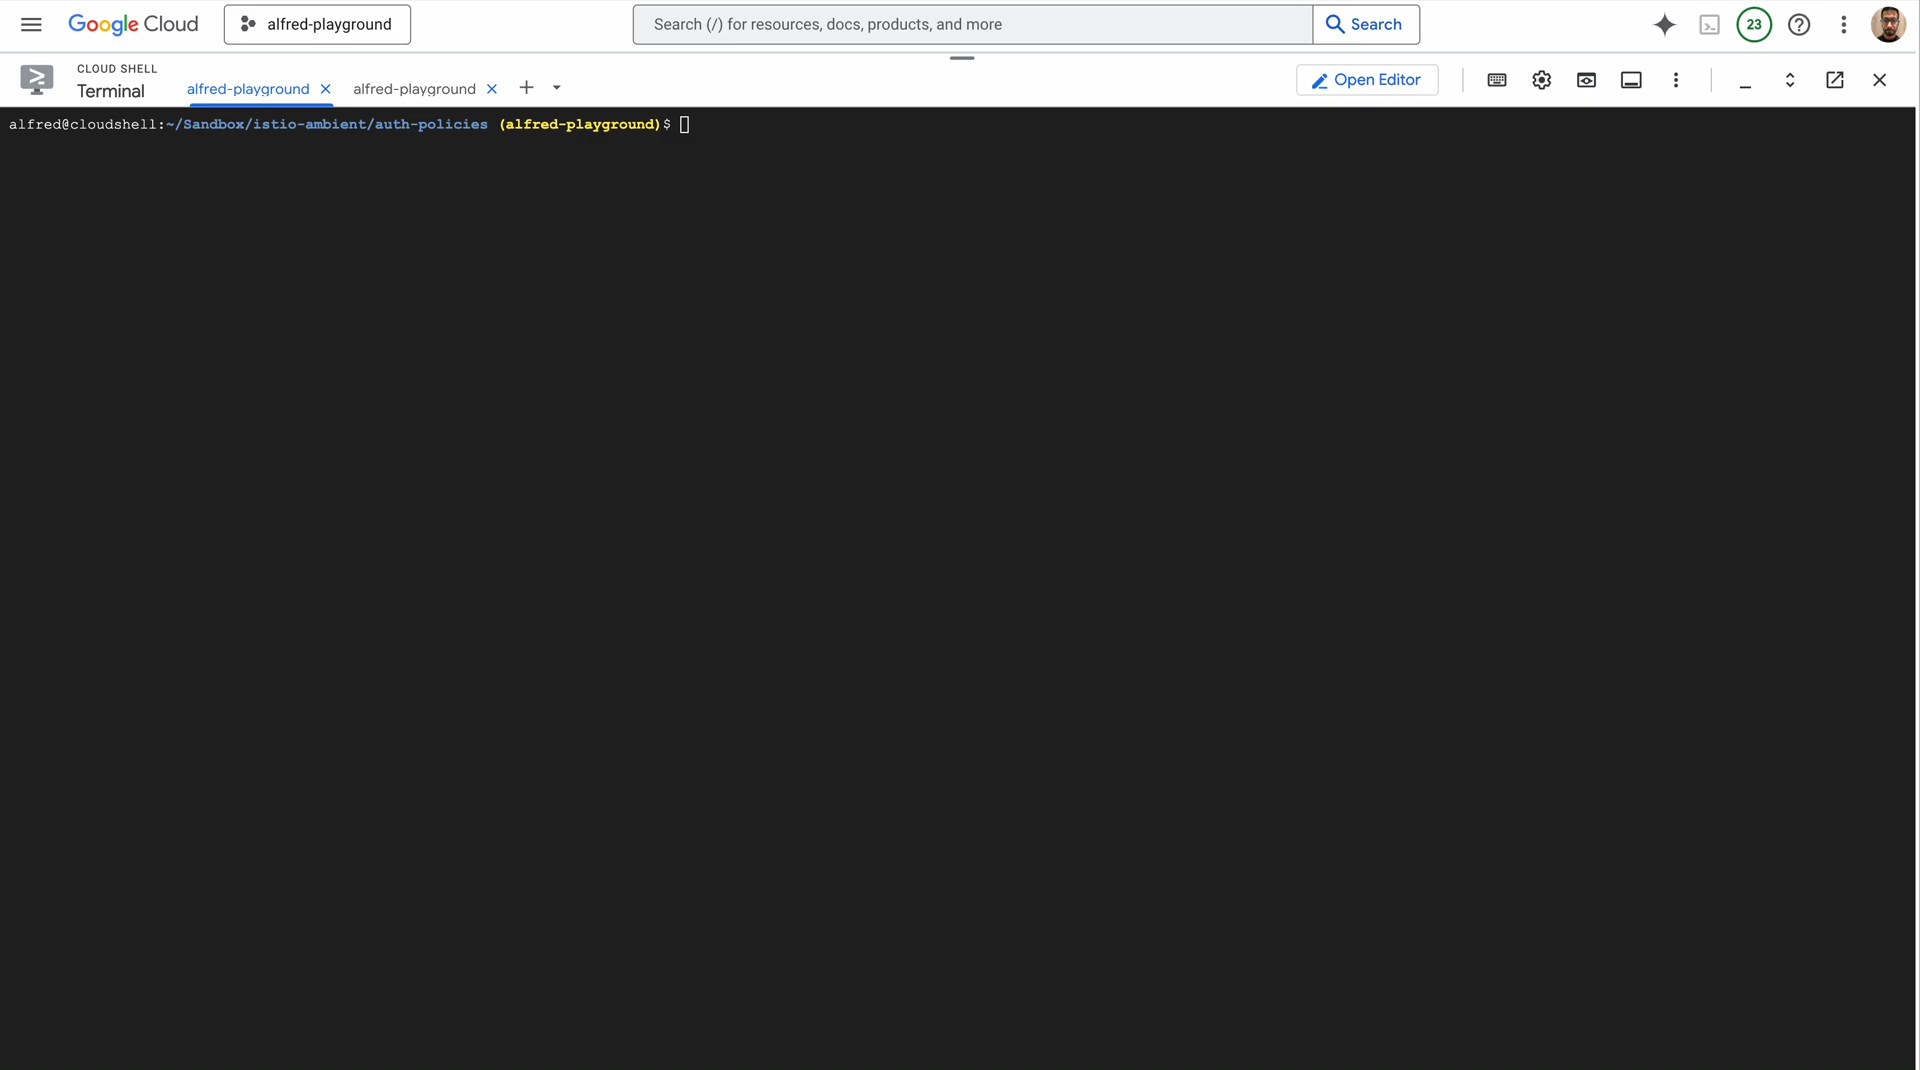 Google Cloud
alfred-playground
Search (/) for resources, docs, products, and more
Search
23
CLOUD SHELL
Terminal
alfred-playground
alfred-playground
Open Editor
alfred@cloudshell:~/Sandbox/istio-ambient/auth-policies (alfred-playground)$